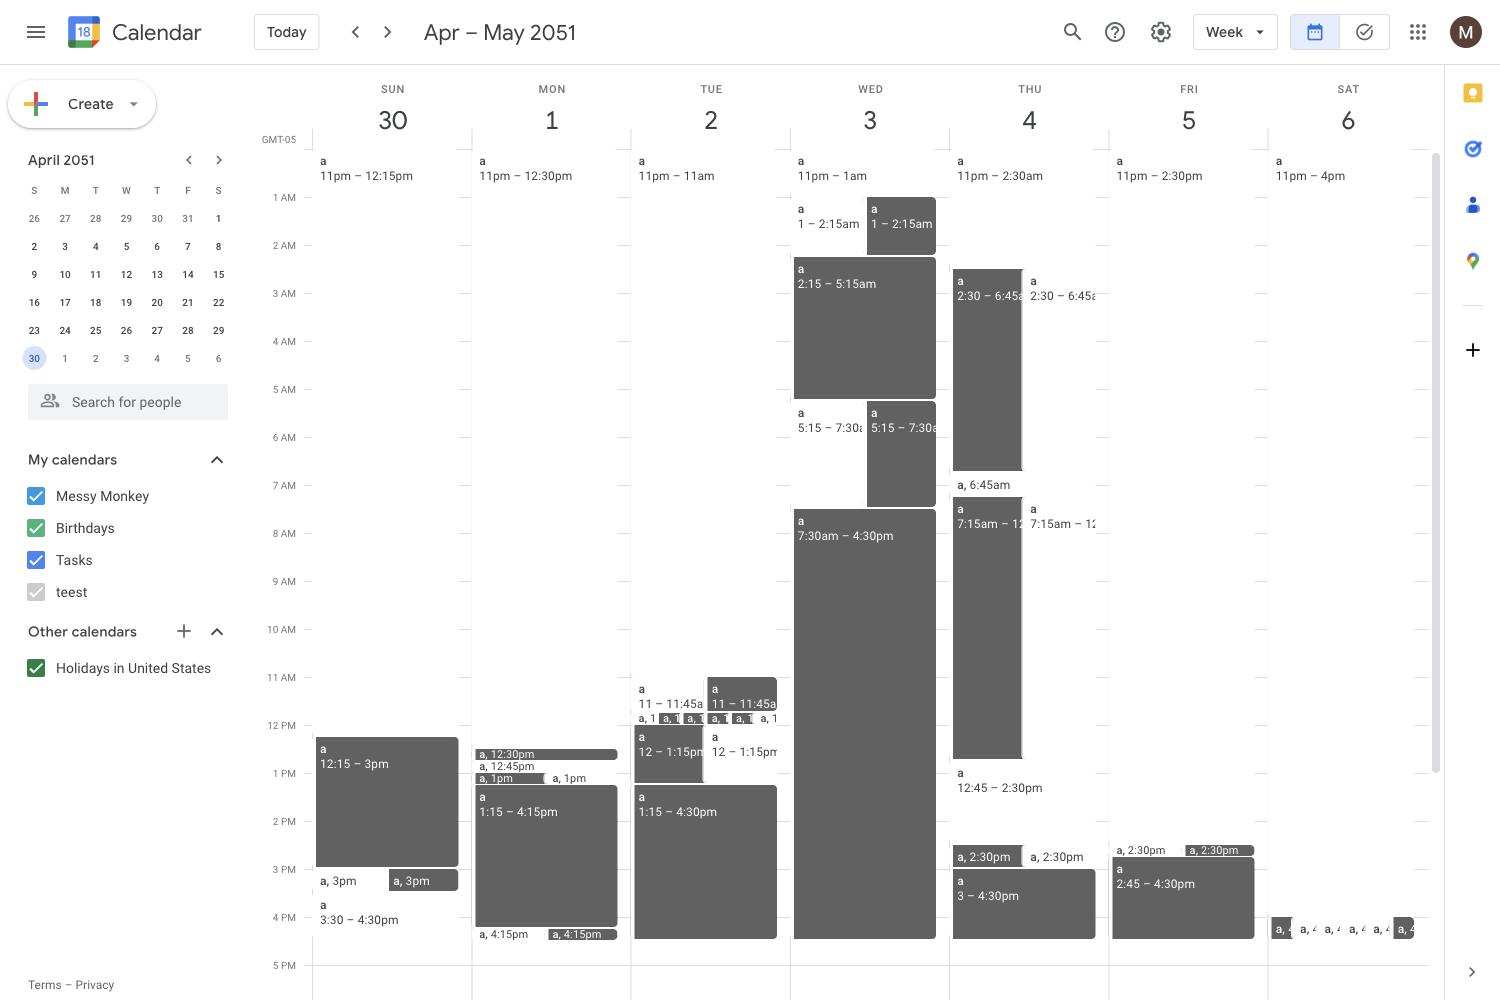 18 Calendar Today Apr – May 2051 Week M
Create
April 2051
S M T W T F S
26 27 28 29 30 31 1
2 3 4 5 6 7 8
9 10 11 12 13 14 15
16 17 18 19 20 21 22
23 24 25 26 27 28 29
30 1 2 3 4 5 6
Search for people
My calendars
Messy Monkey
Birthdays
Tasks
teest
Other calendars
Holidays in United States
Terms – Privacy
GMT-05
1 AM
2 AM
3 AM
4 AM
5 AM
6 AM
7 AM
8 AM
9 AM
10 AM
11 AM
12 PM
1 PM
2 PM
3 PM
4 PM
5 PM
SUN
30
a
11pm – 12:15pm
a
12:15 – 3pm
a, 3pm a, 3pm
a
3:30 – 4:30pm
MON
1
a
11pm – 12:30pm
a, 12:30pm
a, 12:45pm
a, 1pm a, 1pm
a
1:15 – 4:15pm
a, 4:15pm a, 4:15pm
TUE
2
a
11pm – 11am
a a
11 – 11:45a 11 – 11:45a
a, 1 a, 1 a, 1 a, 1 a, 1 a, 1
a a
12 – 1:15pm 12 – 1:15pm
a
1:15 – 4:30pm
WED
3
a
11pm – 1am
a a
1 – 2:15am 1 – 2:15am
a
2:15 – 5:15am
a a
5:15 – 7:30a 5:15 – 7:30a
a
7:30am – 4:30pm
THU
4
a
11pm – 2:30am
a a
2:30 – 6:45a 2:30 – 6:45a
a, 6:45am
a a
7:15am – 12 7:15am – 12
a
12:45 – 2:30pm
a, 2:30pm a, 2:30pm
a
3 – 4:30pm
FRI
5
a
11pm – 2:30pm
a, 2:30pm a, 2:30pm
a
2:45 – 4:30pm
SAT
6
a
11pm – 4pm
a, 4 a, 4 a, 4 a, 4 a, 4 a, 4